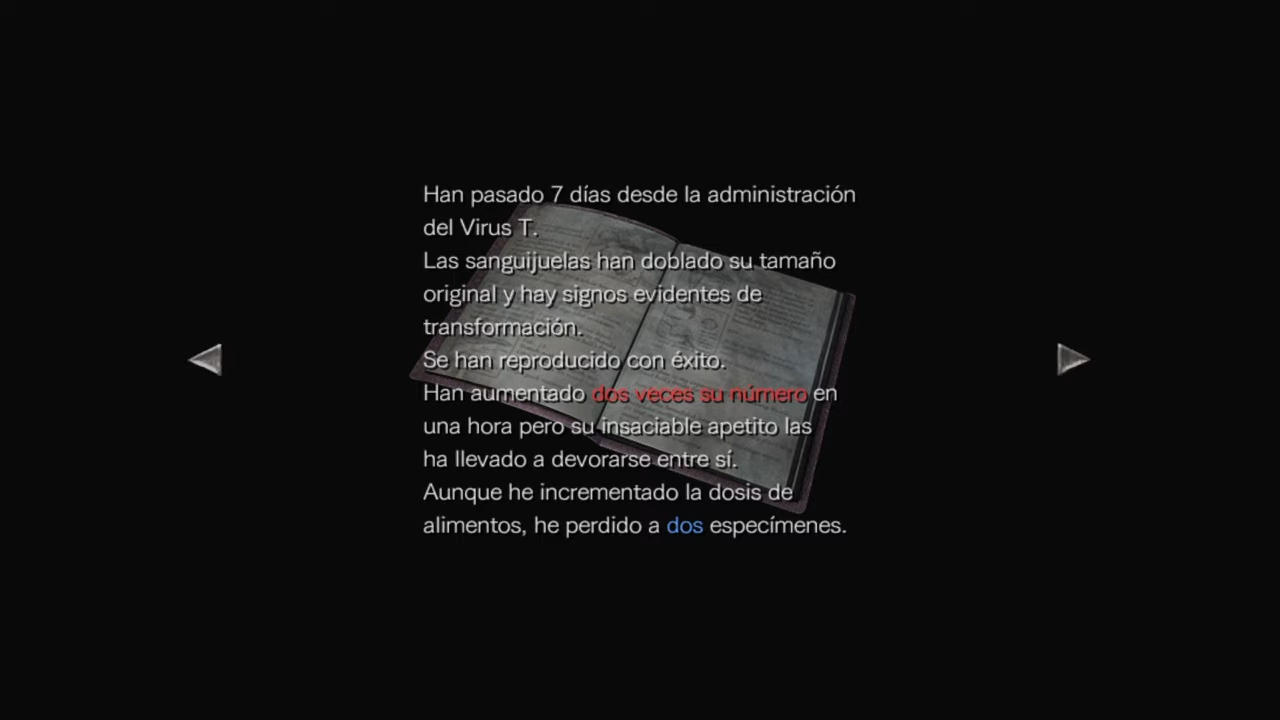 Han pasado 7 días desde la administración
del Virus T.
Las sanguijuelas han doblado su tamaño
original y hay signos evidentes de
transformación.
Se han reproducido con éxito.
Han aumentado dos veces su número en
una hora pero su insaciable apetito las
ha llevado a devorarse entre sí.
Aunque he incrementado la dosis de
alimentos, he perdido a dos especímenes.